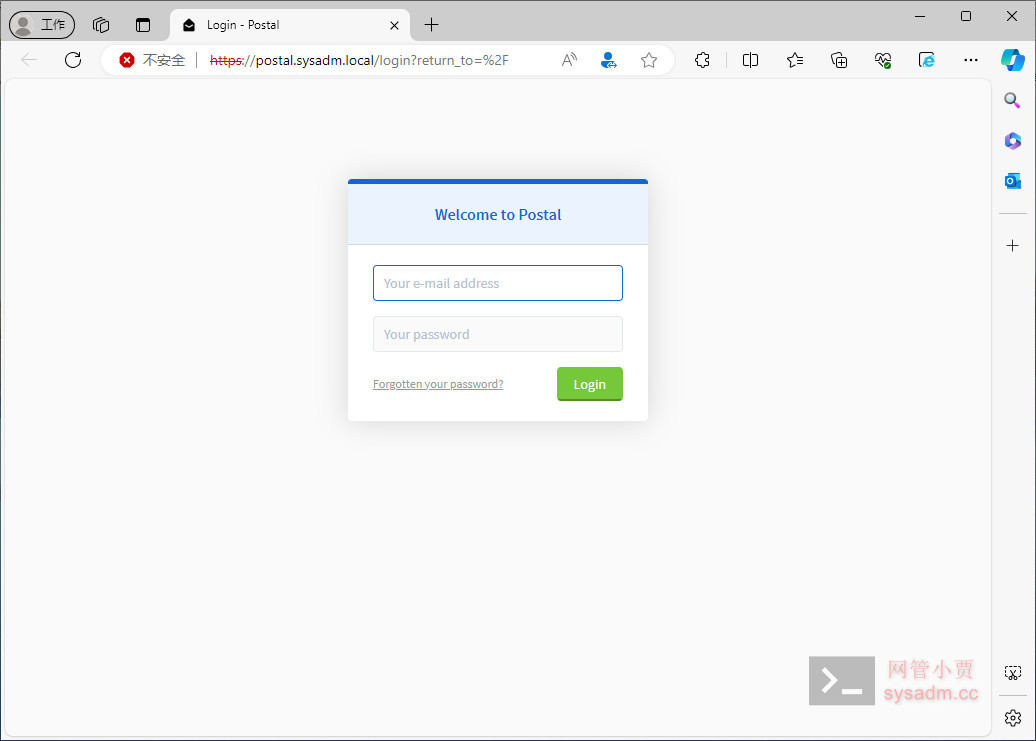 工作
Login - Postal
不安全
https://postal.sysadm.local/login?return_to=%2F
Welcome to Postal
Your e-mail address
Your password
Forgotten your password?
Login
网管小贾
sysadm.cc